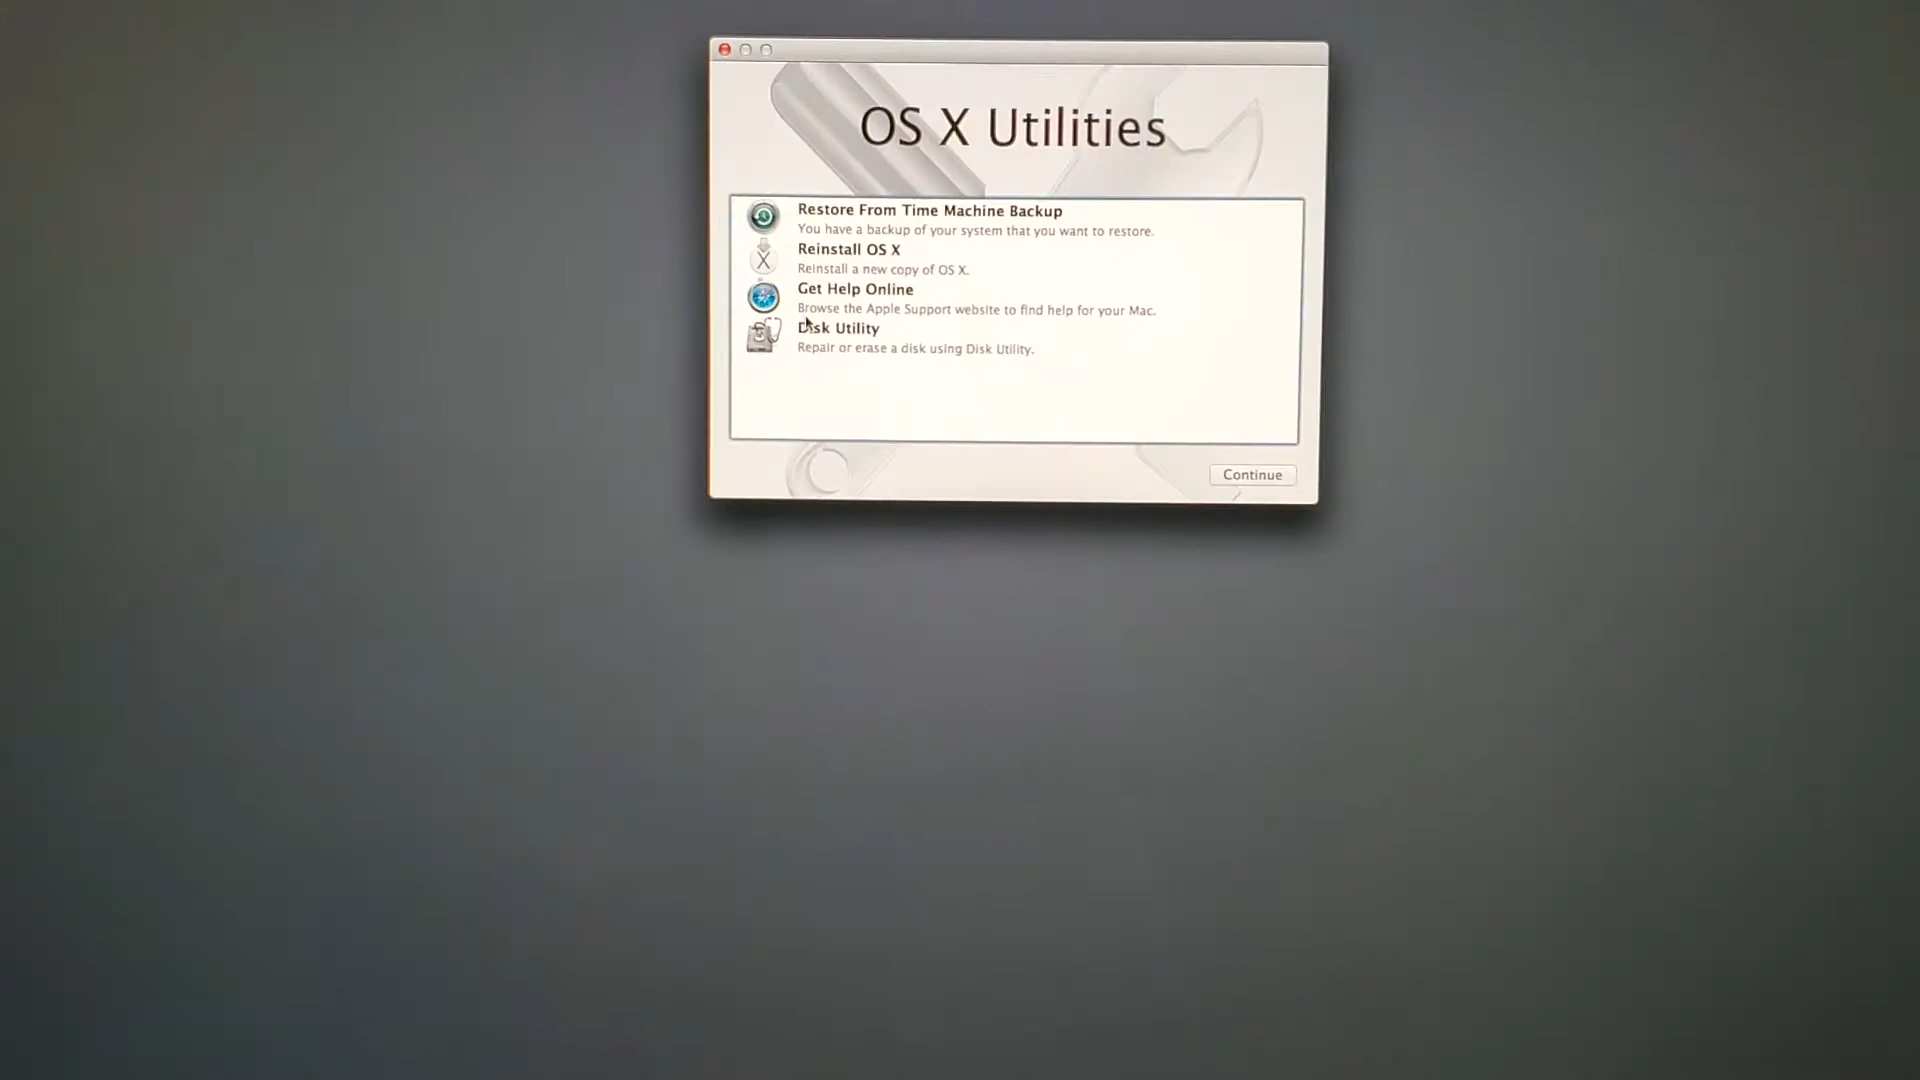 OS X Utilities
Restore From Time Machine Backup
You have a backup of your system that you want to restore.
Reinstall OS X
Reinstall a new copy of OS X.
Get Help Online
Browse the Apple Support website to find help for your Mac.
Disk Utility
Repair or erase a disk using Disk Utility.
Continue